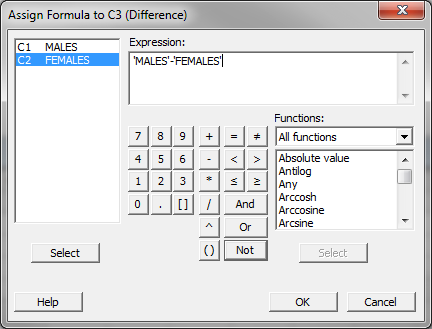 Assign Formula to C3 (Difference)
C1 MALES
C2 FEMALES
Expression:
'MALES'-'FEMALES'
Functions:
All functions
Absolute value
Antilog
Any
Arccosh
Arccosine
Arcsine
7 8 9 + = ≠
4 5 6 - < >
1 2 3 * ≤ ≥
0 . [] / And
^ Or
() Not
Select
Select
Help
OK
Cancel